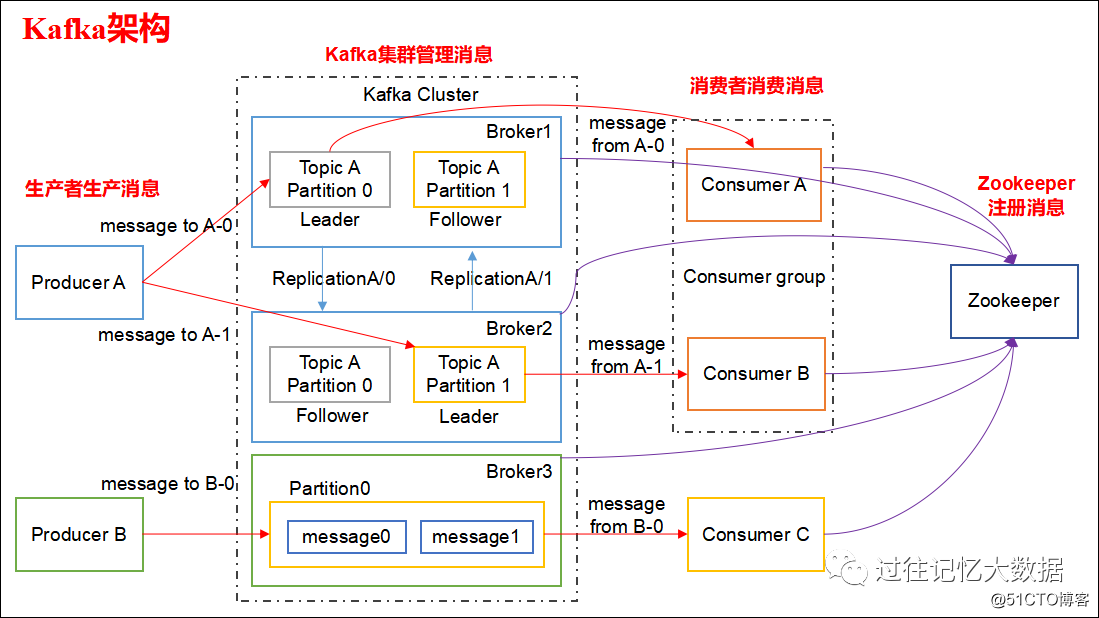 Kafka架构
Kafka集群管理消息
消费者消费消息
生产者生产消息
Zookeeper
注册消息
Kafka Cluster
Broker1
Topic A
Partition 0
Leader
Topic A
Partition 1
Follower
message
from A-0
Consumer A
message to A-0
Producer A
message to A-1
ReplicationA/0
ReplicationA/1
Consumer group
Zookeeper
Broker2
Topic A
Partition 0
Follower
Topic A
Partition 1
Leader
message
from A-1
Consumer B
Broker3
message to B-0
Producer B
Partition0
message0
message1
message
from B-0
Consumer C
过往记忆大数据
@51CTO博客